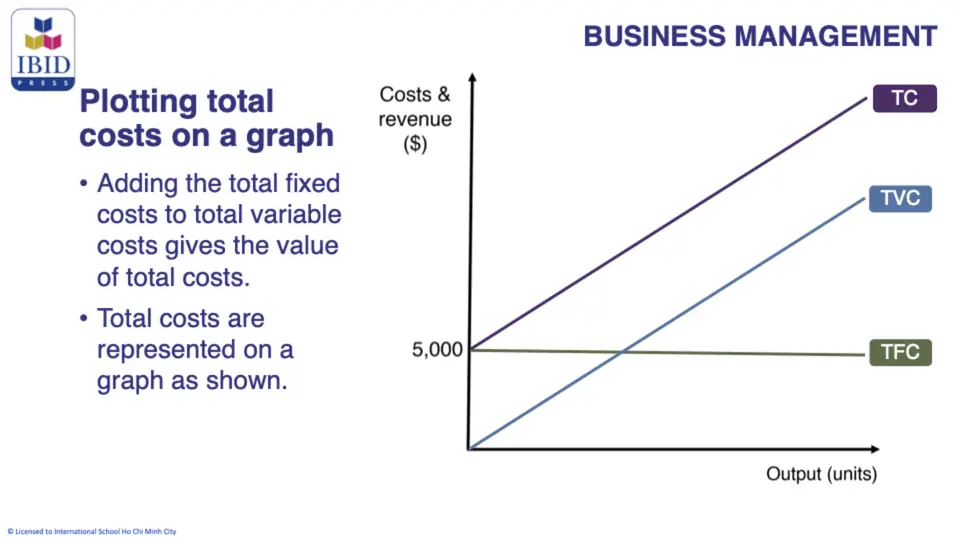 IBID
PRESS
BUSINESS MANAGEMENT
Plotting total
costs on a graph
• Adding the total fixed
costs to total variable
costs gives the value
of total costs.
• Total costs are
represented on a
graph as shown.
Costs &
revenue
($)
TC
TVC
5,000
TFC
Output (units)
© Licensed to International School Ho Chi Minh City